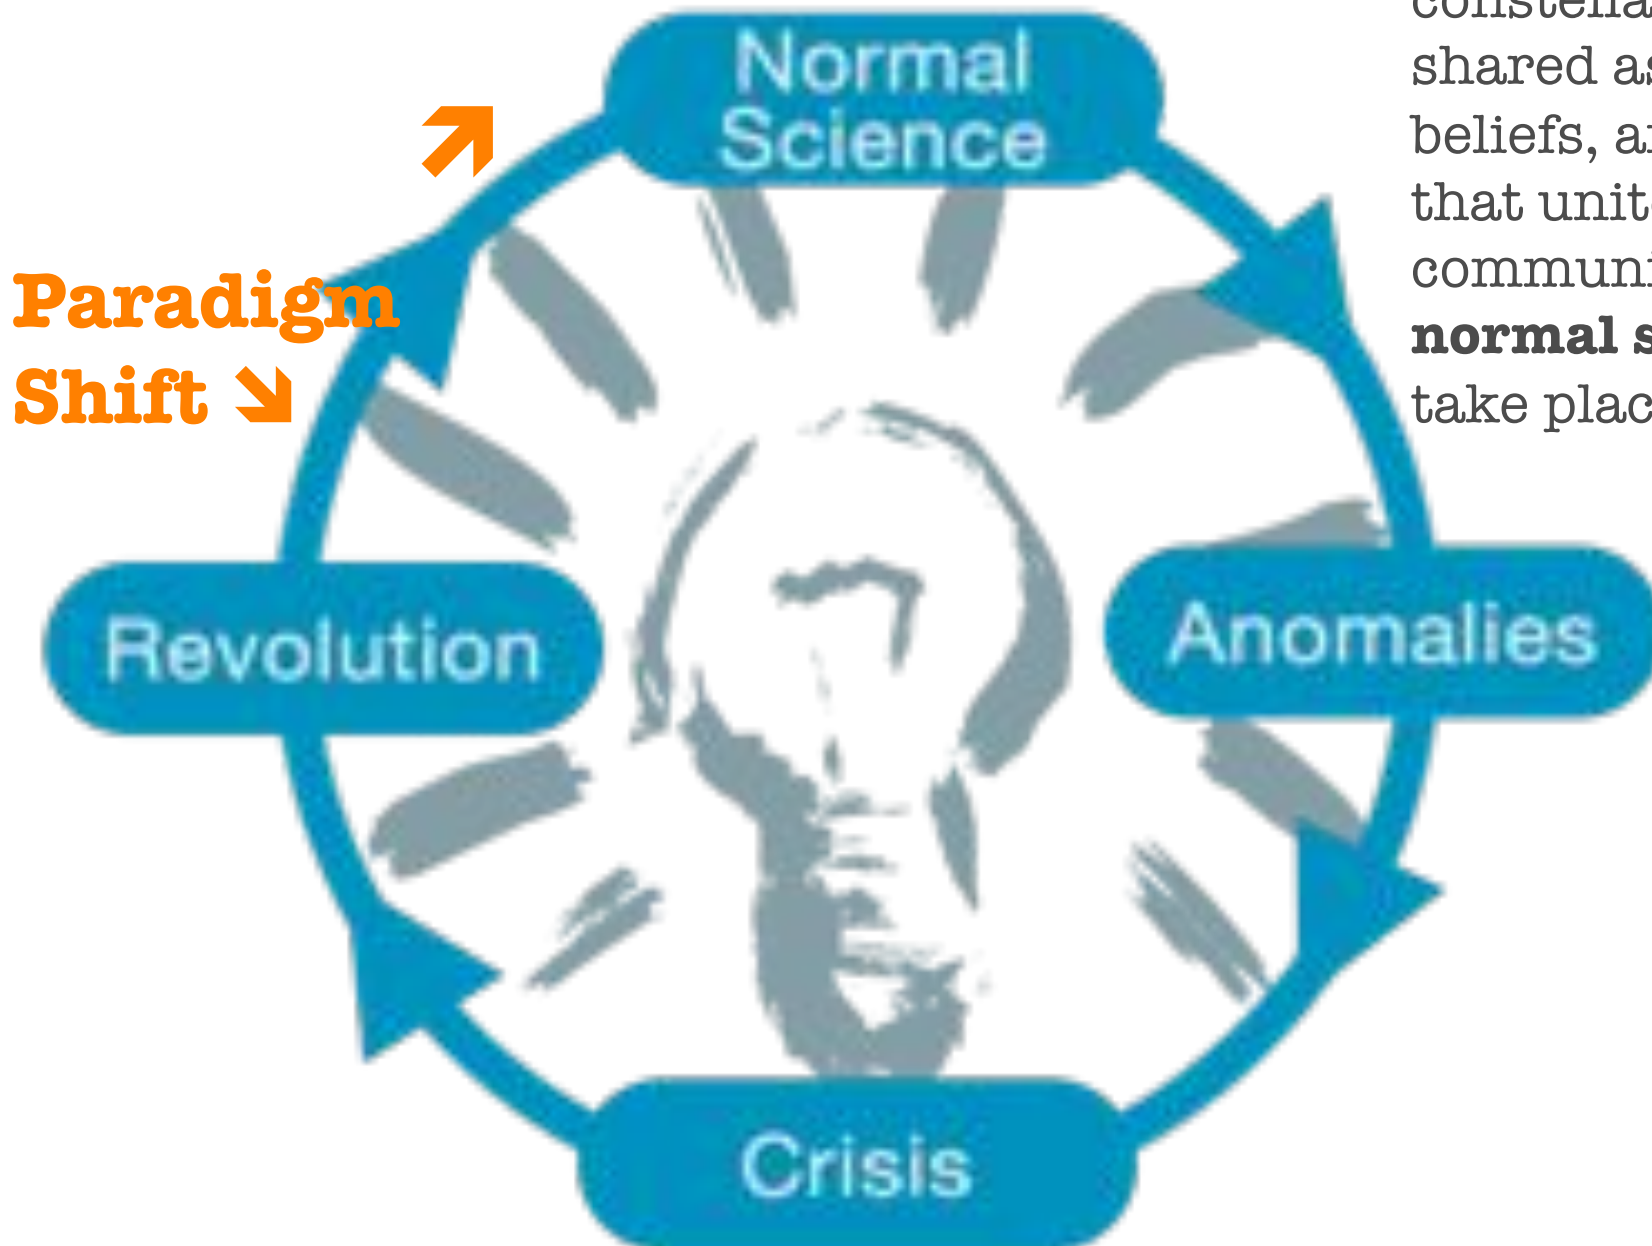 Normal
Science
Paradigm
Shift ↘
Revolution
Anomalies
Crisis
shared
beliefs,
that
normal
take